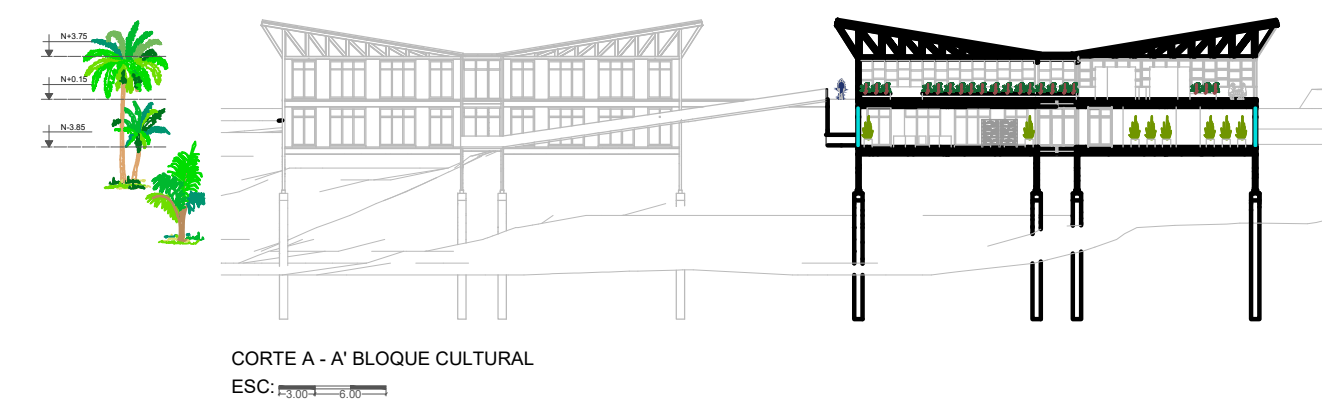 N+3.75
N+0.15
N-3.85
CORTE A - A' BLOQUE CULTURAL
ESC:
3.00 6.00